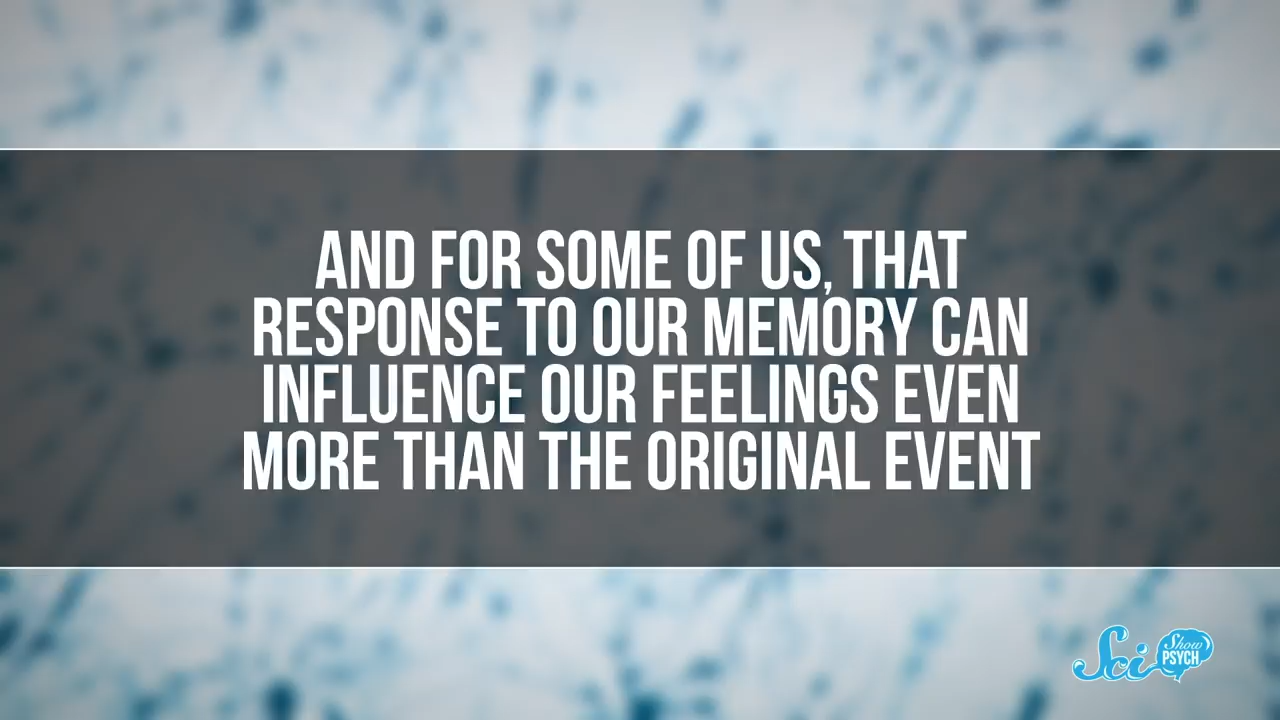 AND FOR SOME OF US, THAT
RESPONSE TO OUR MEMORY CAN
INFLUENCE OUR FEELINGS EVEN
MORE THAN THE ORIGINAL EVENT
Sci Show
PSYCH